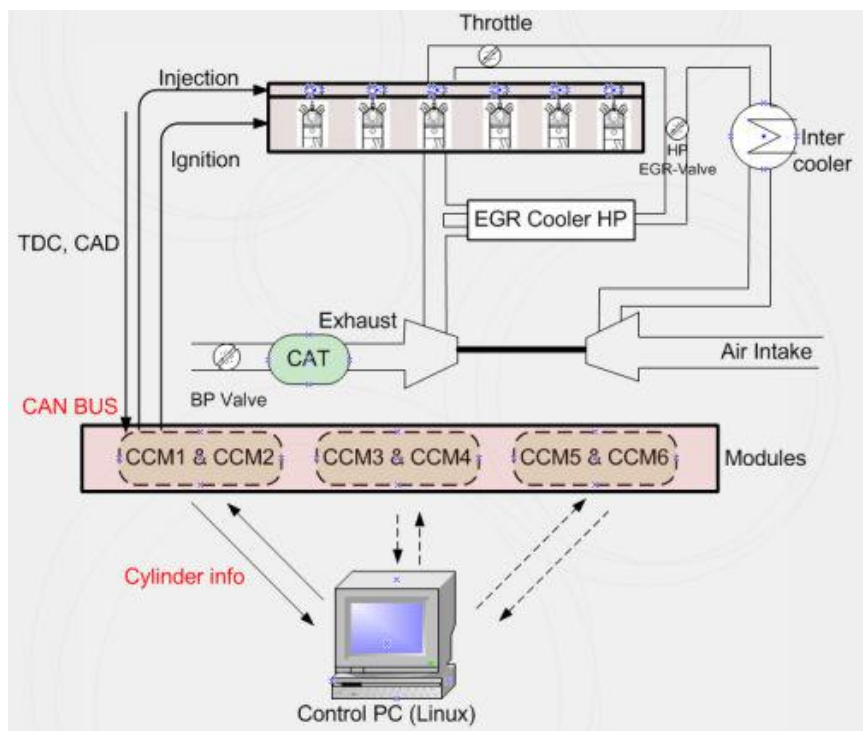 Throttle
Injection
Ignition
HP
EGR-Valve
Inter
cooler
EGR Cooler HP
TDC, CAD
Exhaust
CAT
Air Intake
BP Valve
CAN BUS
CCM1 & CCM2
CCM3 & CCM4
CCM5 & CCM6
Modules
Cylinder info
Control PC (Linux)